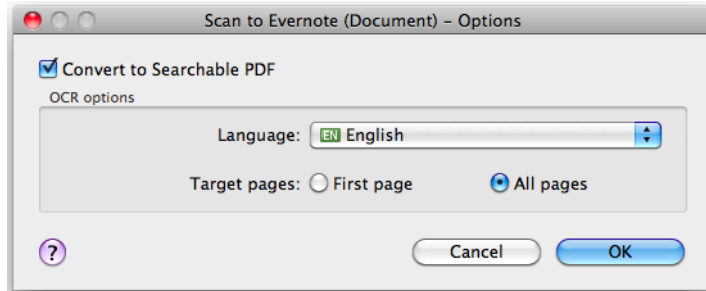 Scan to Evernote (Document) – Options
Convert to Searchable PDF
OCR options
Language: EN English
Target pages: First page All pages
? Cancel OK